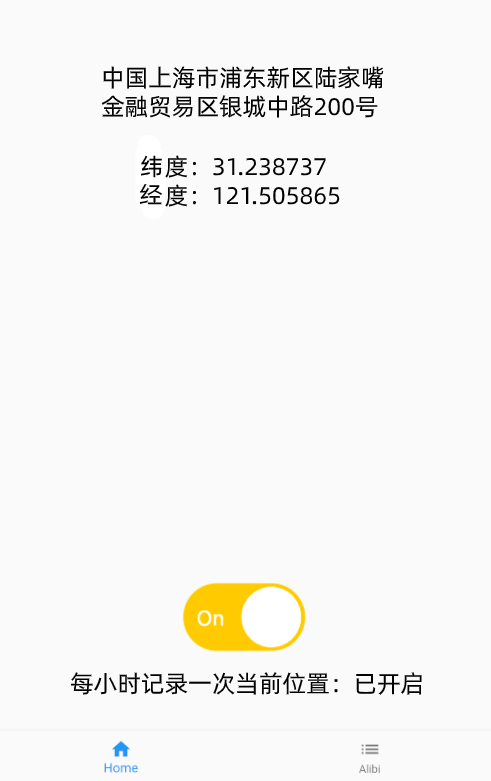 中国上海市浦东新区陆家嘴
金融贸易区银城中路200号
纬度：31.238737
经度：121.505865
On
每小时记录一次当前位置：已开启
Home
Alibi